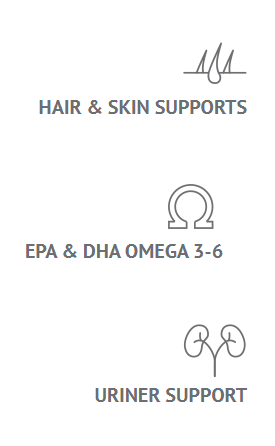 HAIR & SKIN SUPPORTS
EPA & DHA OMEGA 3-6
URINER SUPPORT